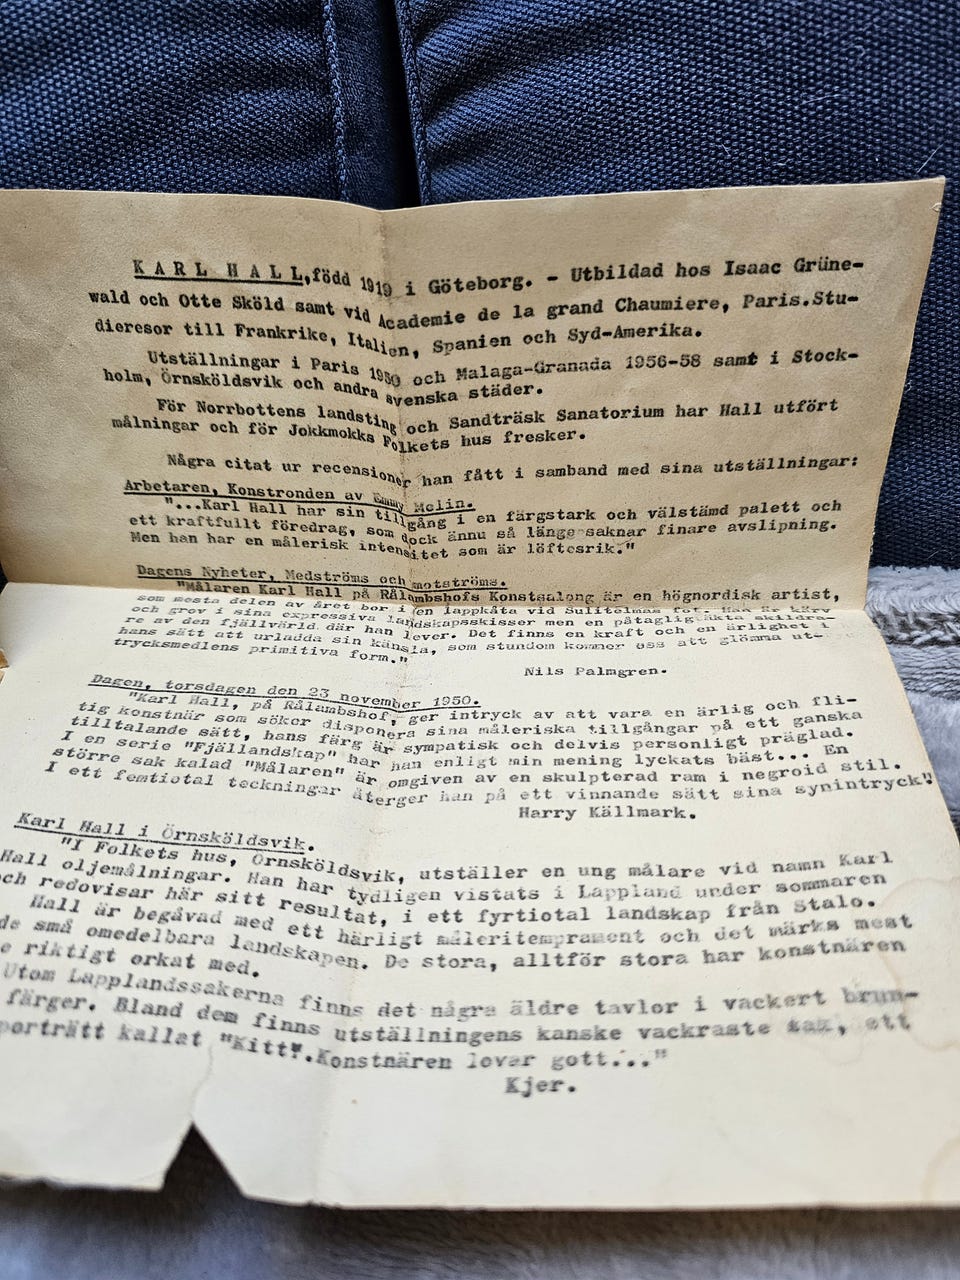 KARL HALL, född 1919 i Göteborg. - Utbildad hos Isaac Grüne-
wald och Otte Sköld samt vid Academie de la grand Chaumiere, Paris.Stu-
dieresor till Frankrike, Italien, Spanien och Syd-Amerika.
Utställningar i Paris 1950 och Malaga-Granada 1956-58 samt i Stock-
holm, Örnsköldsvik och andra svenska städer.
För Norrbottens landsting och Sandträsk Sanatorium har Hall utfört
målningar och för Jokkmokks Folkets hus fresker.
Några citat ur recensioner han fått i samband med sina utställningar:
Arbetaren, Konstronden av Emmy Melin.
"...Karl Hall har sin tillgång i en färgstark och välstämd palett och
ett kraftfullt föredrag, som dock ännu så länge saknar finare avslipning.
Men han har en målerisk intensitet som är löftesrik."
Dagens Nyheter, Medströms och motströms.
"Målaren Karl Hall på Rålambshofs Konstsalong är en högnordisk artist,
som mesta delen av året bor i en lappkåta vid Sulitelmas fot. Han är kärv
och grov i sina expressiva landskapsskisser men en påtagligt äkta skildra-
re av den fjällvärld där han lever. Det finns en kraft och en ärlighet i
hans sätt att urladda sin känsla, som stundom kommer oss att glömma ut-
trycksmedlens primitiva form."
Nils Palmgren.
Dagen, torsdagen den 23 november 1950.
"Karl Hall, på Rålambshof, ger intryck av att vara en ärlig och fli-
tig konstnär som söker disponera sina måleriska tillgångar på ett ganska
tilltalande sätt, hans färg är sympatisk och delvis personligt präglad.
I en serie "Fjällandskap" har han enligt min mening lyckats bäst... En
större sak kalad "Målaren" är omgiven av en skulpterad ram i negroid stil.
I ett femtiotal teckningar återger han på ett vinnande sätt sina synintryck"
Harry Källmark.
Karl Hall i Örnsköldsvik.
"I Folkets hus, Örnsköldsvik, utställer en ung målare vid namn Karl
Hall oljemålningar. Han har tydligen vistats i Lappland under sommaren
och redovisar här sitt resultat, i ett fyrtiotal landskap från Stalo.
Hall är begåvad med ett härligt måleritemprament och det märks mest
de små omedelbara landskapen. De stora, alltför stora har konstnären
e riktigt orkat med.
Utom Lapplandssakerna finns det några äldre tavlor i vackert brun-
färger. Bland dem finns utställningens kanske vackraste sak, ett
porträtt kallat "Kitt".Konstnären lever gott..."
Kjer.